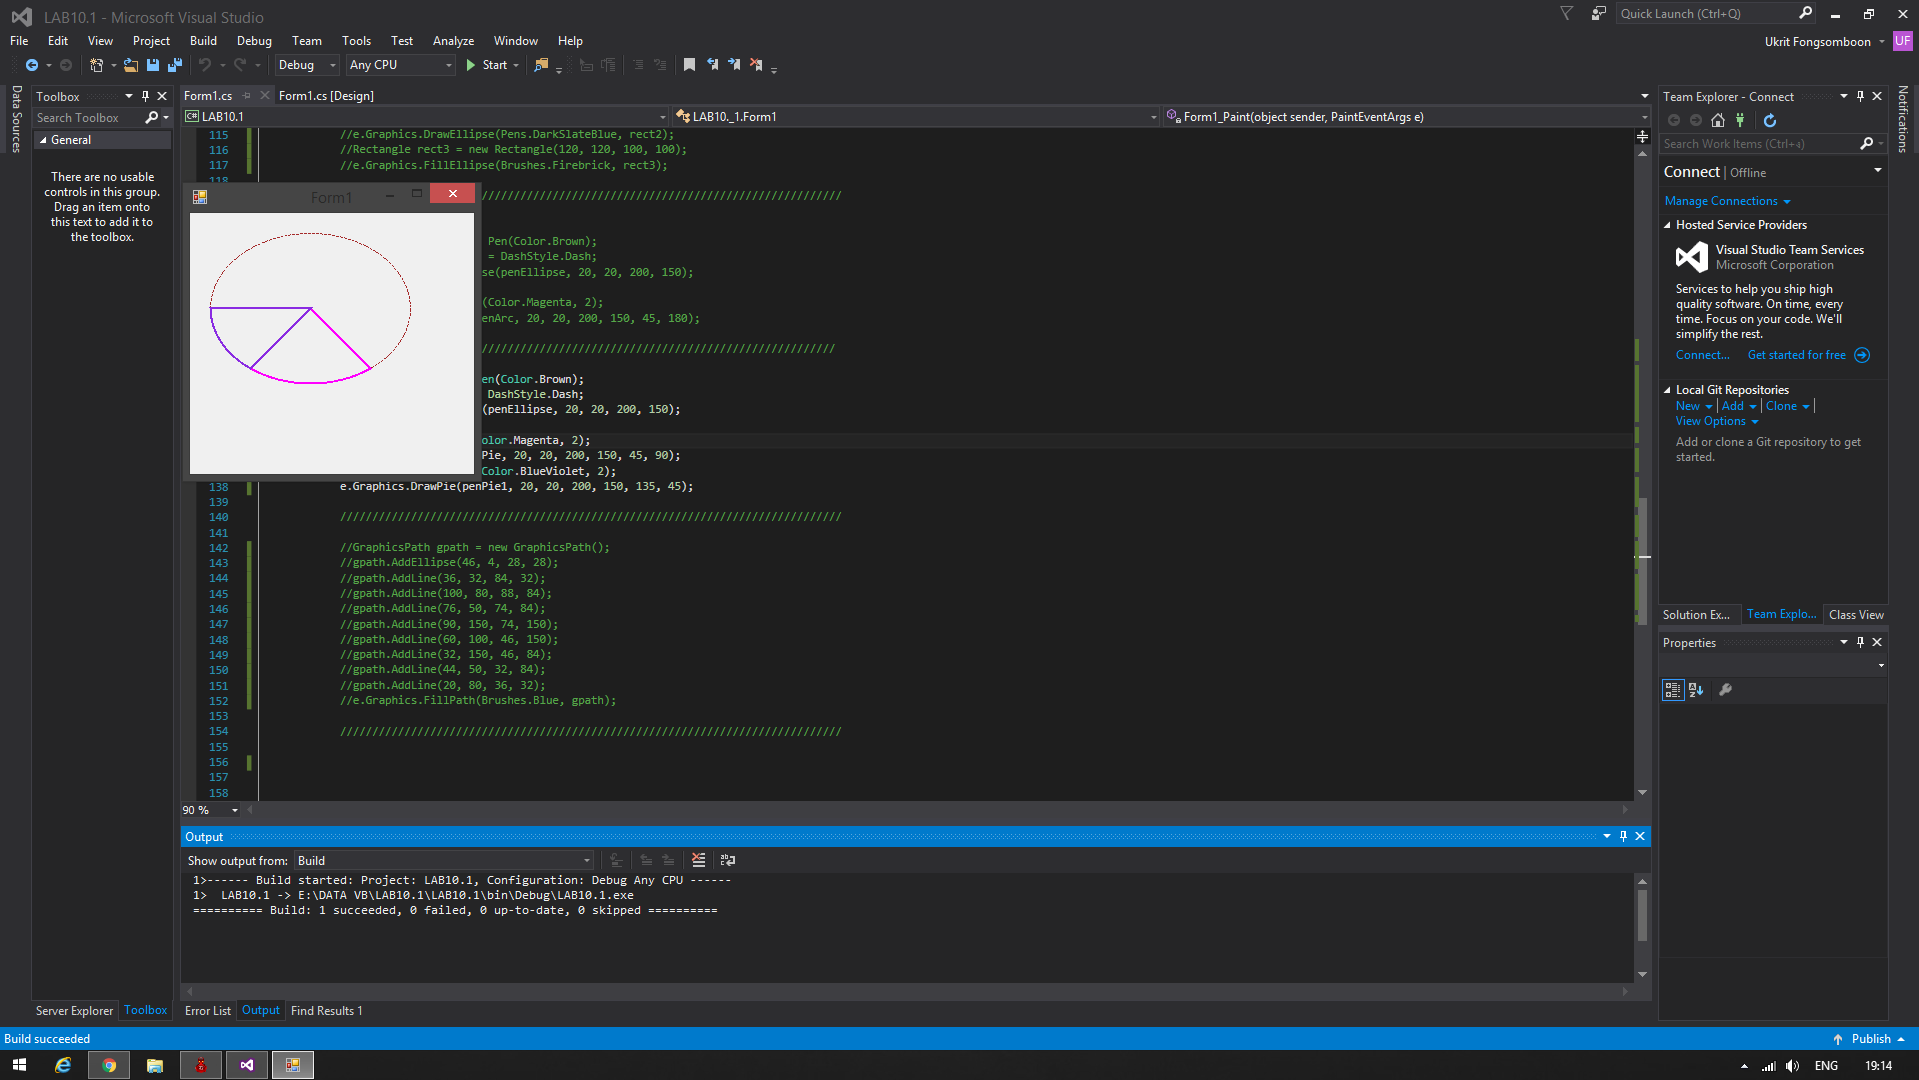 LAB10.1 - Microsoft Visual Studio
Quick Launch (Ctrl+Q)
File Edit View Project Build Debug Team Tools Test Analyze Window Help
Ukrit Fongsomboon UF
Debug Any CPU Start
Data Sources
Toolbox
Search Toolbox
General
There are no usable
controls in this group.
Drag an item onto
this text to add it to
the toolbox.
Form1.cs Form1.cs [Design]
LAB10.1 LAB10._1.Form1 Form1_Paint(object sender, PaintEventArgs e)
115 //e.Graphics.DrawEllipse(Pens.DarkSlateBlue, rect2);
116 //Rectangle rect3 = new Rectangle(120, 120, 100, 100);
117 //e.Graphics.FillEllipse(Brushes.Firebrick, rect3);
118
Form1
////////////////////////////////////////////////////////
Pen(Color.Brown);
= DashStyle.Dash;
se(penEllipse, 20, 20, 200, 150);
(Color.Magenta, 2);
enArc, 20, 20, 200, 150, 45, 180);
///////////////////////////////////////////////////////
en(Color.Brown);
DashStyle.Dash;
(penEllipse, 20, 20, 200, 150);
olor.Magenta, 2);
Pie, 20, 20, 200, 150, 45, 90);
Color.BlueViolet, 2);
138 e.Graphics.DrawPie(penPie1, 20, 20, 200, 150, 135, 45);
139
140 //////////////////////////////////////////////////////////////////////////////
141
142 //GraphicsPath gpath = new GraphicsPath();
143 //gpath.AddEllipse(46, 4, 28, 28);
144 //gpath.AddLine(36, 32, 84, 32);
145 //gpath.AddLine(100, 80, 88, 84);
146 //gpath.AddLine(76, 50, 74, 84);
147 //gpath.AddLine(90, 150, 74, 150);
148 //gpath.AddLine(60, 100, 46, 150);
149 //gpath.AddLine(32, 150, 46, 84);
150 //gpath.AddLine(44, 50, 32, 84);
151 //gpath.AddLine(20, 80, 36, 32);
152 //e.Graphics.FillPath(Brushes.Blue, gpath);
153
154 //////////////////////////////////////////////////////////////////////////////
155
156
157
158
90 %
Output
Show output from: Build
1>------ Build started: Project: LAB10.1, Configuration: Debug Any CPU ------
1> LAB10.1 -> E:\DATA VB\LAB10.1\LAB10.1\bin\Debug\LAB10.1.exe
========== Build: 1 succeeded, 0 failed, 0 up-to-date, 0 skipped ==========
Server Explorer Toolbox Error List Output Find Results 1
Team Explorer - Connect
Search Work Items (Ctrl+ง)
Connect | Offline
Manage Connections
Hosted Service Providers
Visual Studio Team Services
Microsoft Corporation
Services to help you ship high
quality software. On time, every
time. Focus on your code. We'll
simplify the rest.
Connect... Get started for free
Local Git Repositories
New | Add | Clone |
View Options
Add or clone a Git repository to get
started.
Solution Ex... Team Explo... Class View
Properties
Notifications
Build succeeded
Publish
ENG 19:14